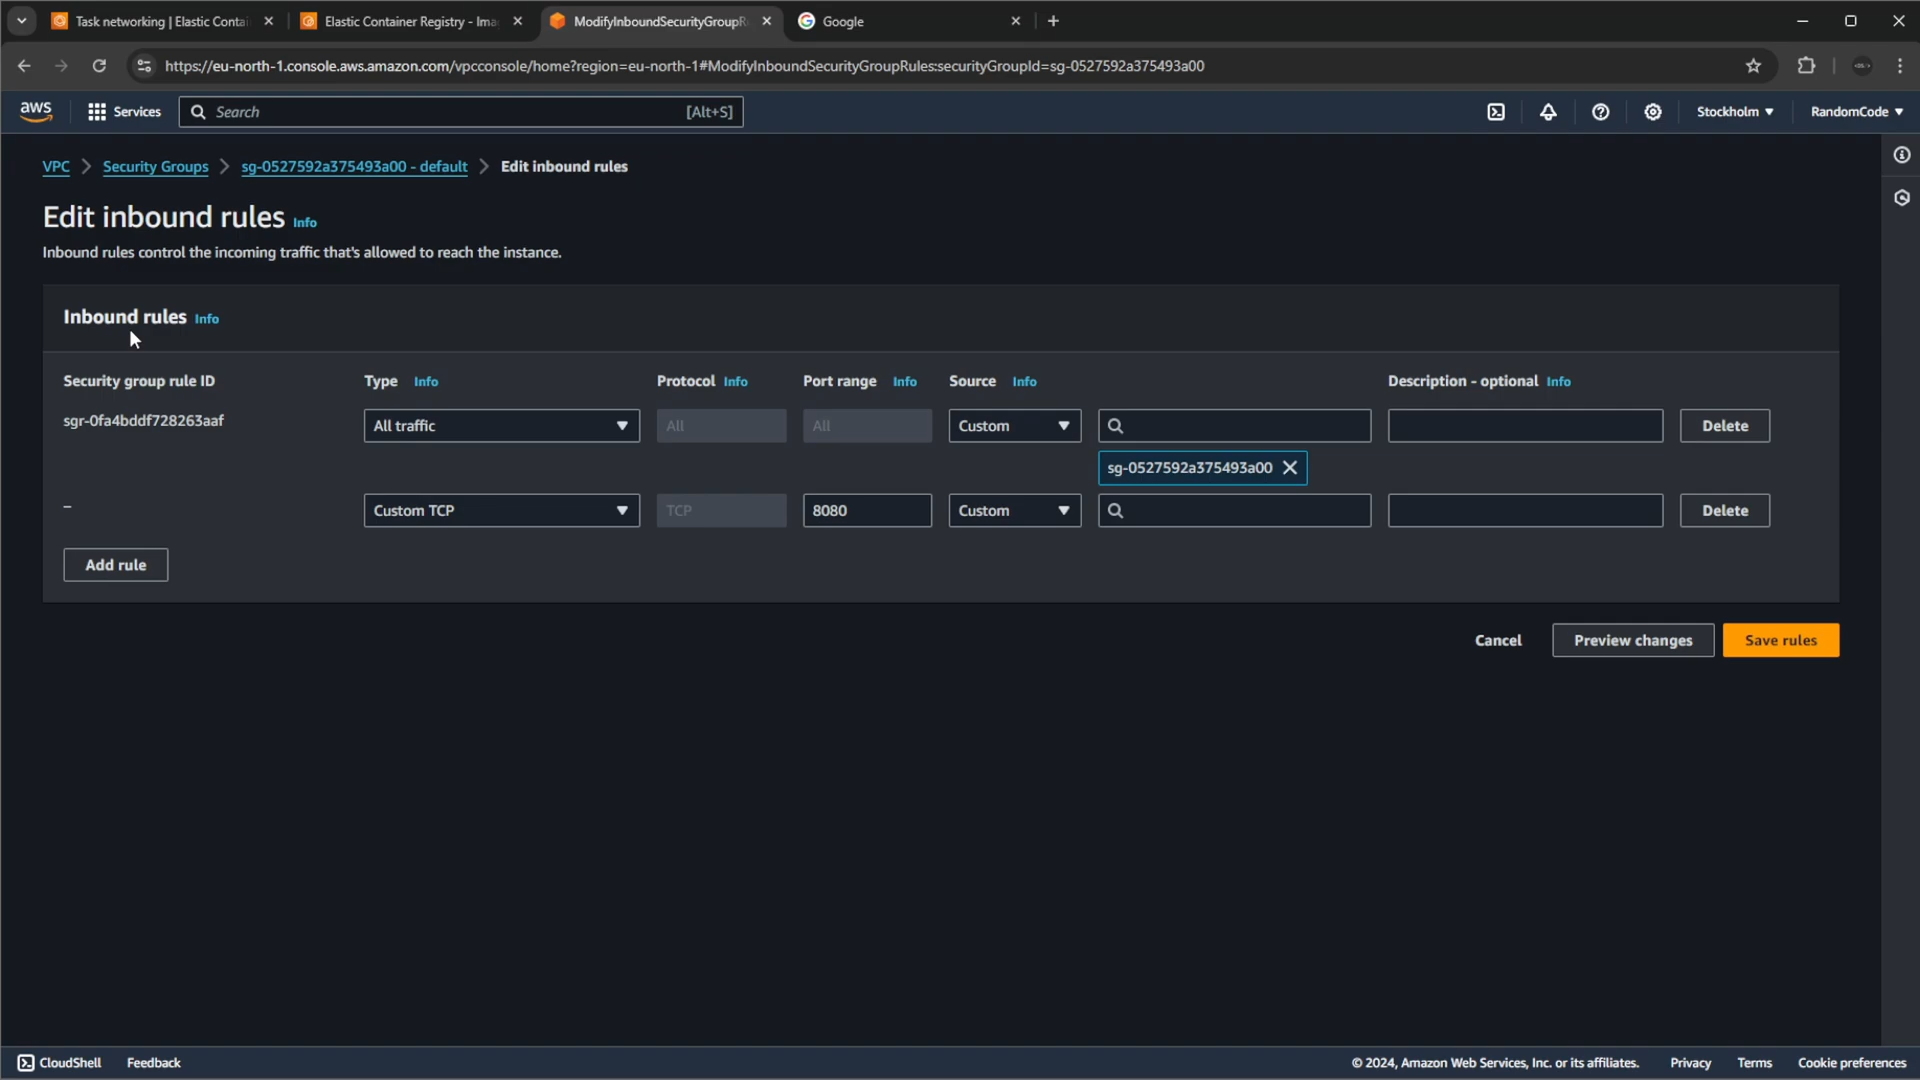 Task networking | Elastic Contai
Elastic Container Registry - Ima
ModifyInboundSecurityGroupR
Google
https://eu-north-1.console.aws.amazon.com/vpcconsole/home?region=eu-north-1#ModifyInboundSecurityGroupRules:securityGroupId=sg-0527592a375493a00
aws Services Search [Alt+S] Stockholm RandomCode
VPC Security Groups sg-0527592a375493a00 - default Edit inbound rules
Edit inbound rules Info
Inbound rules control the incoming traffic that's allowed to reach the instance.
Inbound rules Info
Security group rule ID Type Info Protocol Info Port range Info Source Info Description - optional Info
sgr-0fa4bddf728263aaf All traffic All All Custom Delete
sg-0527592a375493a00
– Custom TCP TCP 8080 Custom Delete
Add rule
Cancel Preview changes Save rules
CloudShell Feedback © 2024, Amazon Web Services, Inc. or its affiliates. Privacy Terms Cookie preferences